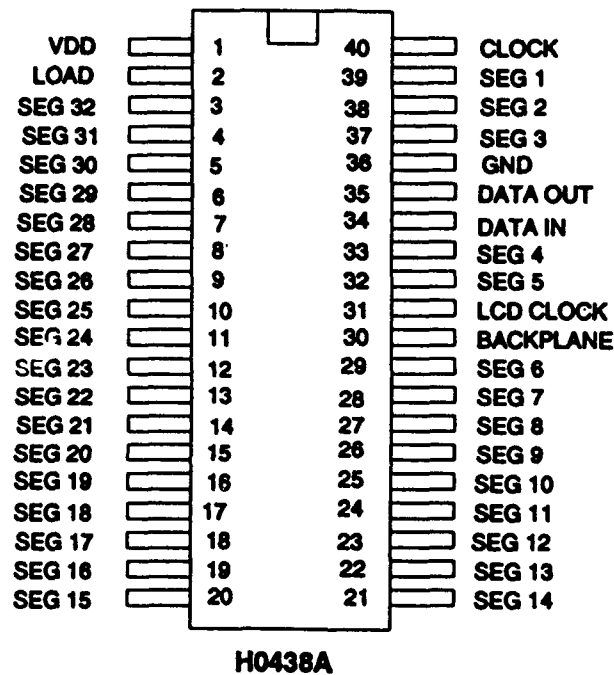 VDD 1 40 CLOCK
LOAD 2 39 SEG 1
SEG 32 3 38 SEG 2
SEG 31 4 37 SEG 3
SEG 30 5 36 GND
SEG 29 6 35 DATA OUT
SEG 28 7 34 DATA IN
SEG 27 8 33 SEG 4
SEG 26 9 32 SEG 5
SEG 25 10 31 LCD CLOCK
SEG 24 11 30 BACKPLANE
SEG 23 12 29 SEG 6
SEG 22 13 28 SEG 7
SEG 21 14 27 SEG 8
SEG 20 15 26 SEG 9
SEG 19 16 25 SEG 10
SEG 18 17 24 SEG 11
SEG 17 18 23 SEG 12
SEG 16 19 22 SEG 13
SEG 15 20 21 SEG 14
H0438A